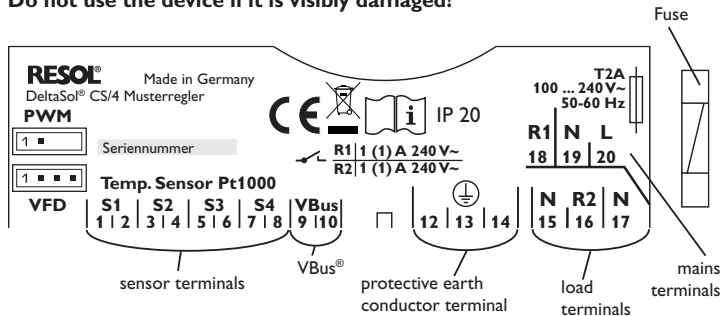 Do not use the device if it is visibly damaged!
Fuse
RESOL® Made in Germany
DeltaSol® CS/4 Musterregler
PWM
1
Seriennummer
1
VFD
Temp. Sensor Pt1000
S1 S2 S3 S4 VBus
1 2 3 4 5 6 7 8 9 10
CE
i
IP 20
R1 1 (1) A 240 V~
R2 1 (1) A 240 V~
T2A
100 ... 240 V~
50-60 Hz
R1 N L
18 19 20
N R2 N
12 13 14 15 16 17
sensor terminals
VBus®
protective earth
conductor terminal
load
terminals
mains
terminals